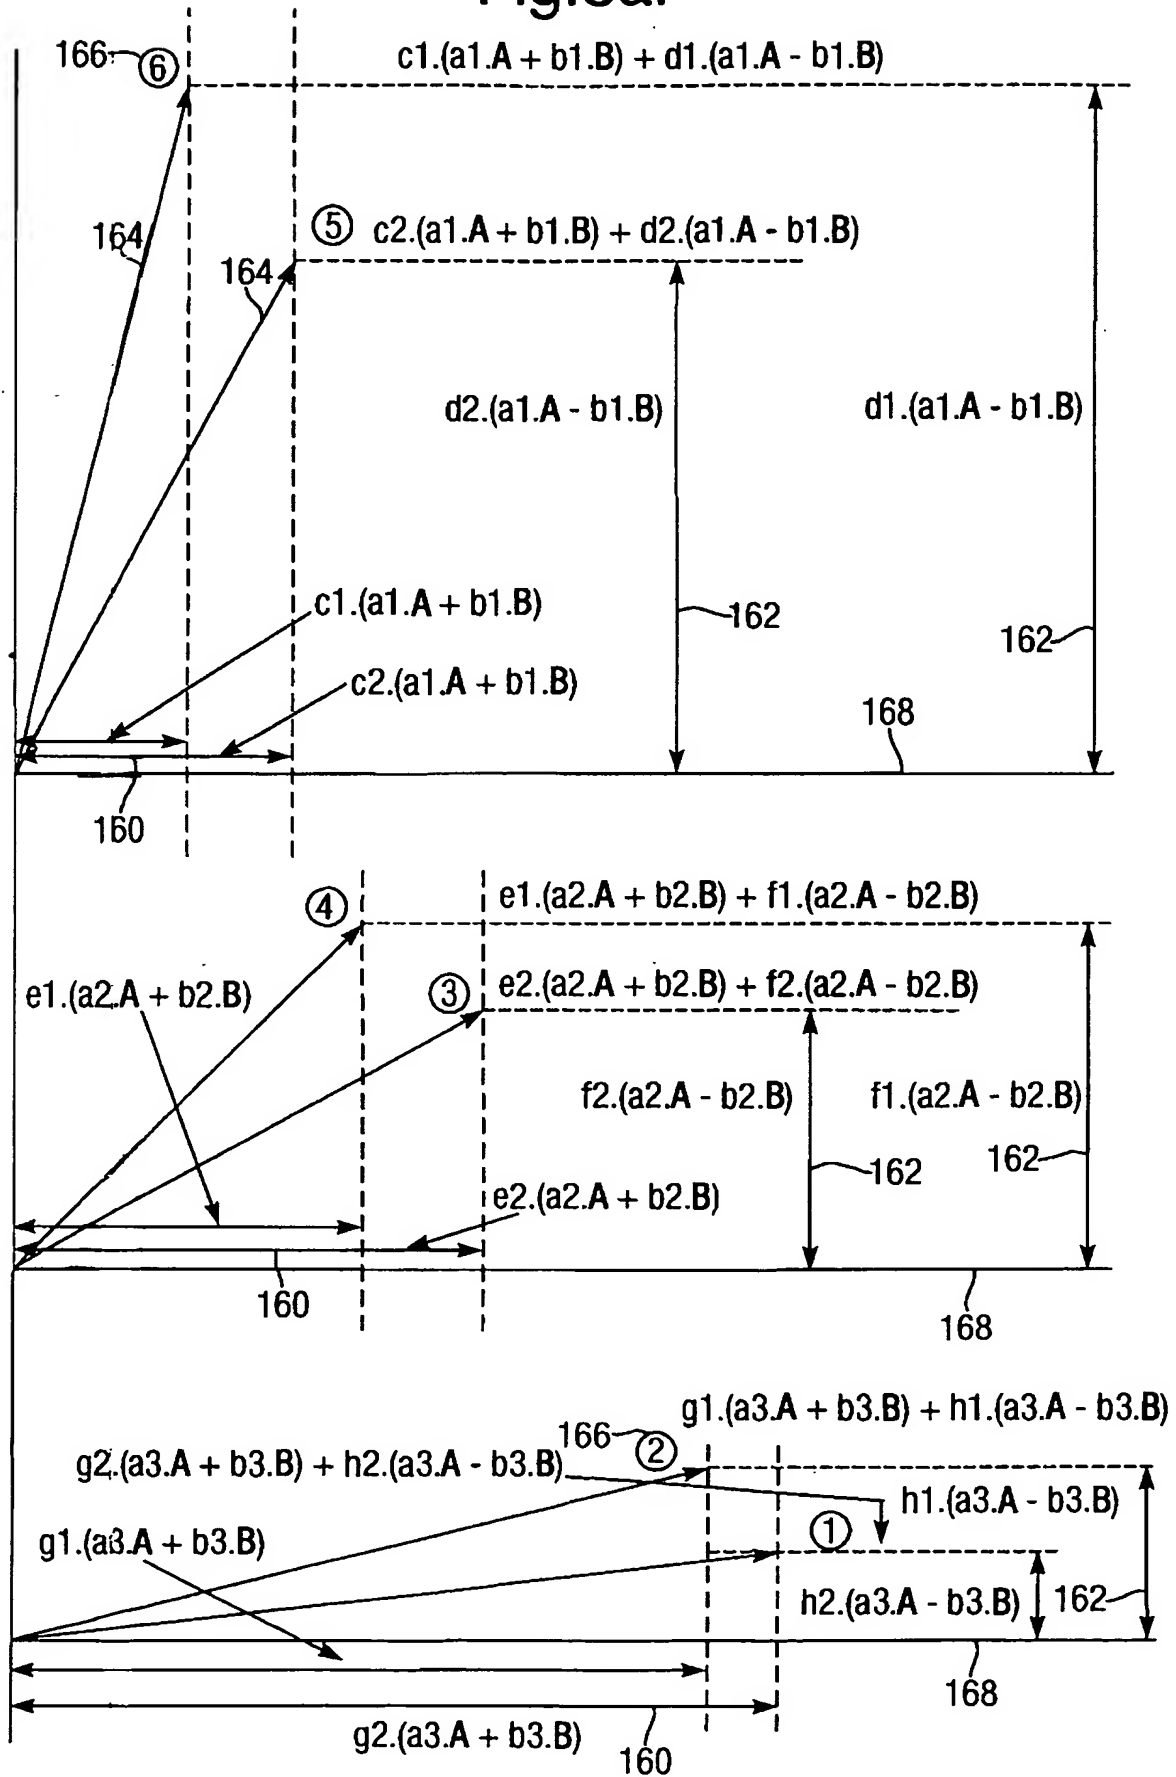 166 ⑥ c1.(a1.A + b1.B) + d1.(a1.A - b1.B)
164
⑤ c2.(a1.A + b1.B) + d2.(a1.A - b1.B)
164
d2.(a1.A - b1.B)
d1.(a1.A - b1.B)
c1.(a1.A + b1.B)
162
162
c2.(a1.A + b1.B)
168
160
④ e1.(a2.A + b2.B) + f1.(a2.A - b2.B)
e1.(a2.A + b2.B)
③ e2.(a2.A + b2.B) + f2.(a2.A - b2.B)
f2.(a2.A - b2.B)
f1.(a2.A - b2.B)
162
162
e2.(a2.A + b2.B)
160
168
g1.(a3.A + b3.B) + h1.(a3.A - b3.B)
166 ②
g2.(a3.A + b3.B) + h2.(a3.A - b3.B)
h1.(a3.A - b3.B)
①
g1.(a3.A + b3.B)
h2.(a3.A - b3.B)
162
168
g2.(a3.A + b3.B)
160